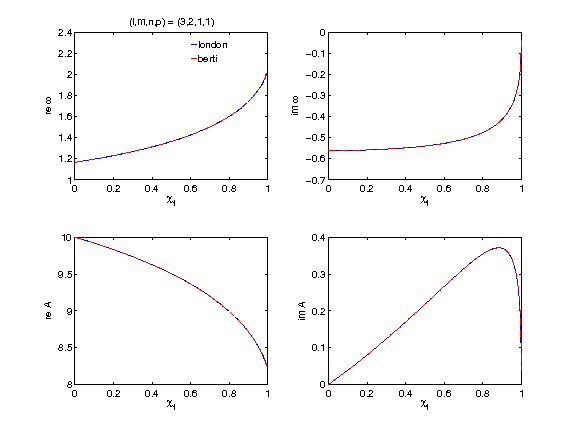 (l,m,n,p) = (3,2,1,1)
2.4
2.2
2
1.8
1.6
1.4
1.2
1
re ω
london
berti
0 0.2 0.4 0.6 0.8 1
χf
0
−0.1
−0.2
−0.3
−0.4
−0.5
−0.6
−0.7
im ω
0 0.2 0.4 0.6 0.8 1
χf
10
9.5
9
8.5
8
re A
0 0.2 0.4 0.6 0.8 1
χf
0.4
0.3
0.2
0.1
0
im A
0 0.2 0.4 0.6 0.8 1
χf